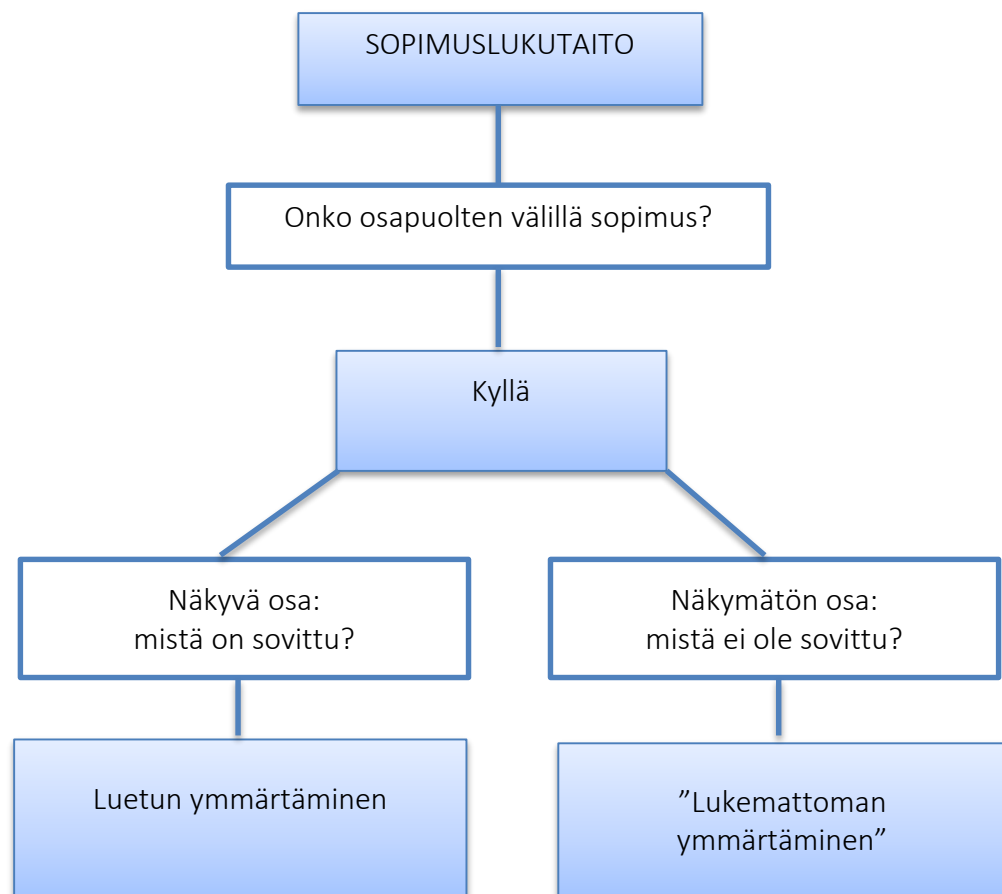 SOPIMUSLUKUTAITO
Onko osapuolten välillä sopimus?
Kyllä
Näkyvä osa:
mistä on sovittu?
Näkymätön osa:
mistä ei ole sovittu?
Luetun ymmärtäminen
”Lukemattoman
ymmärtäminen”